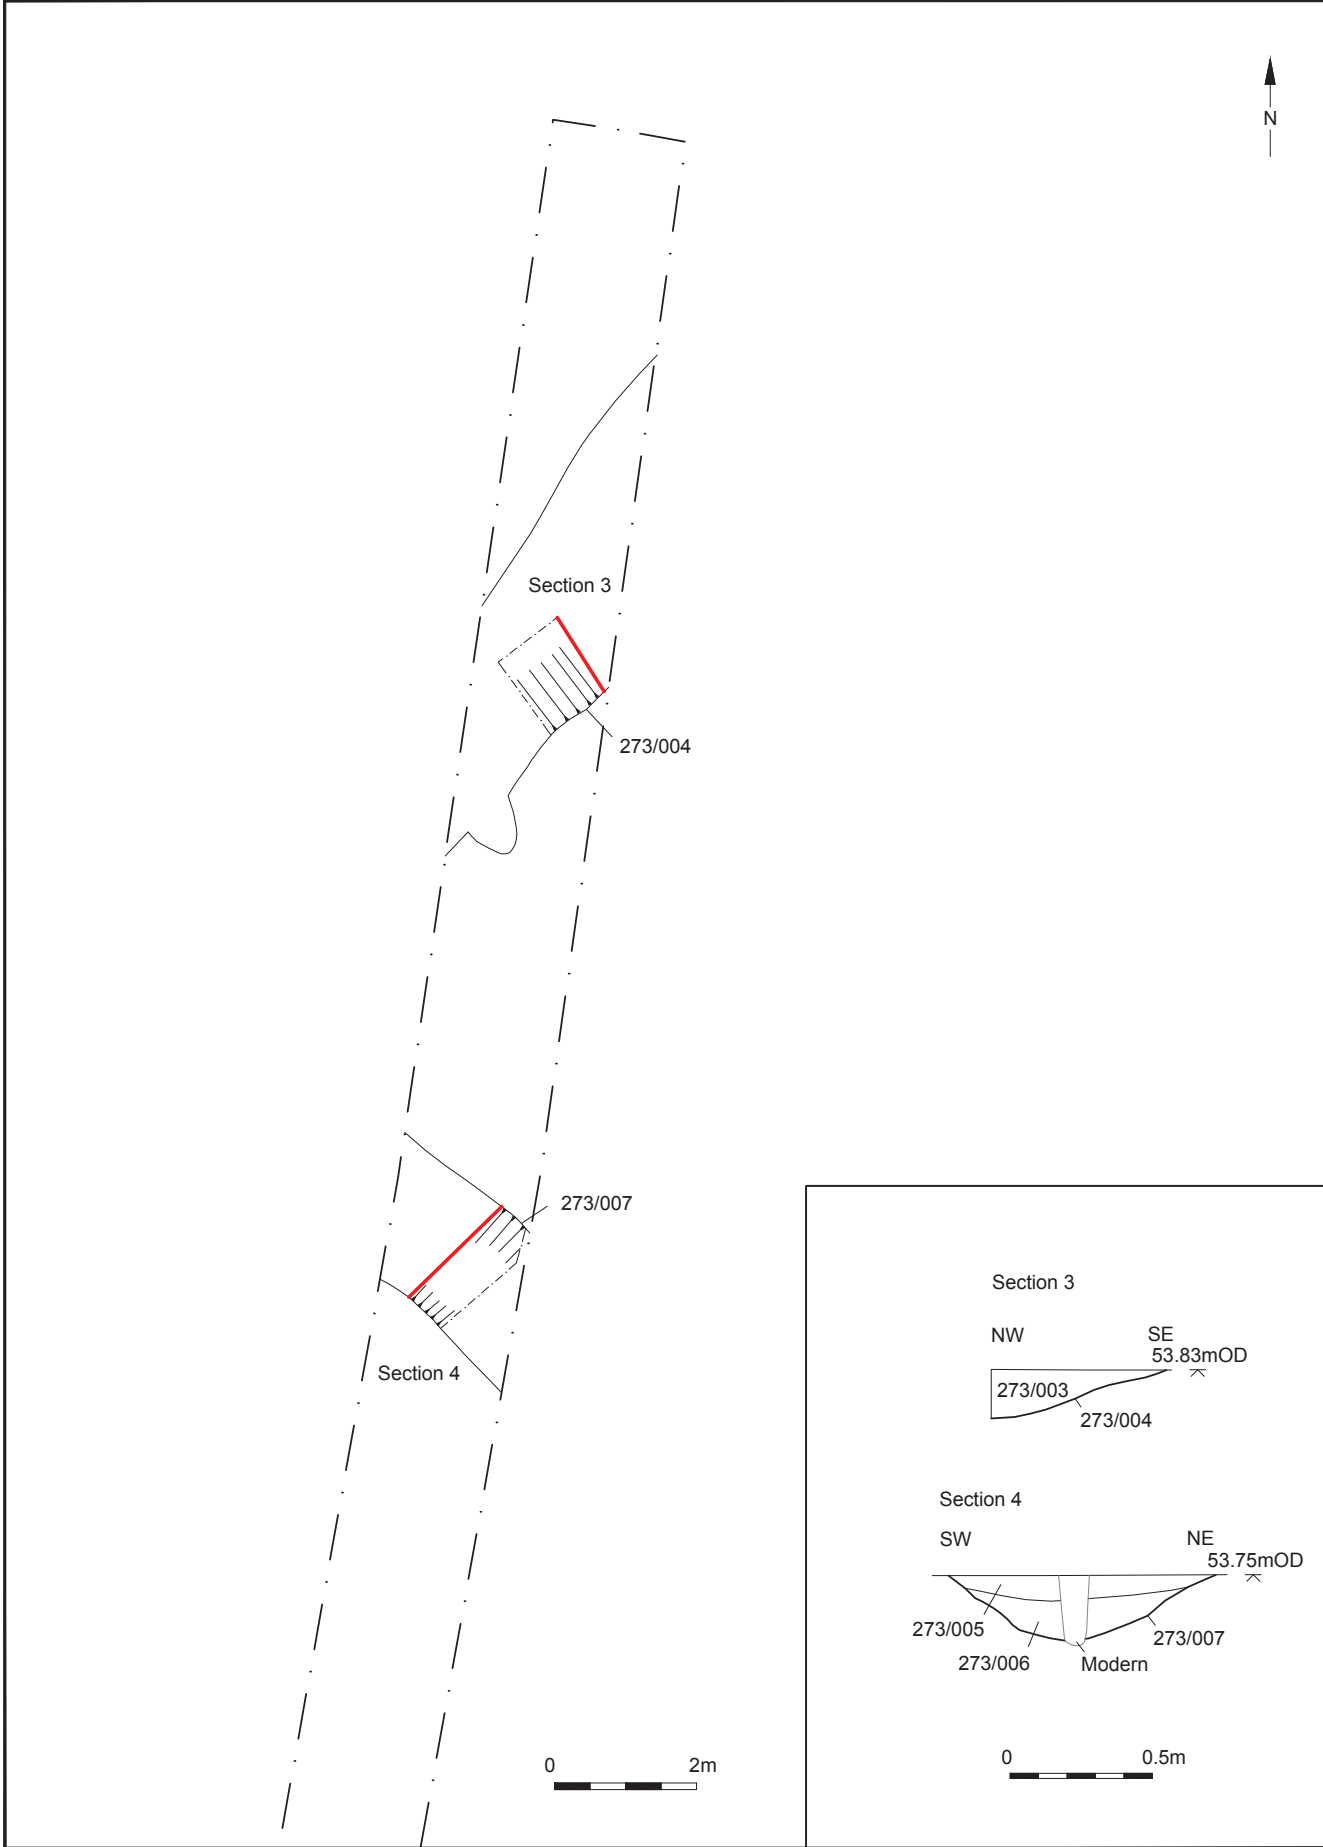 N
Section 3
273/004
273/007
Section 4
0 2m
Section 3
NW SE
53.83mOD
273/003
273/004
Section 4
SW NE
53.75mOD
273/005
273/007
273/006
Modern
0 0.5m